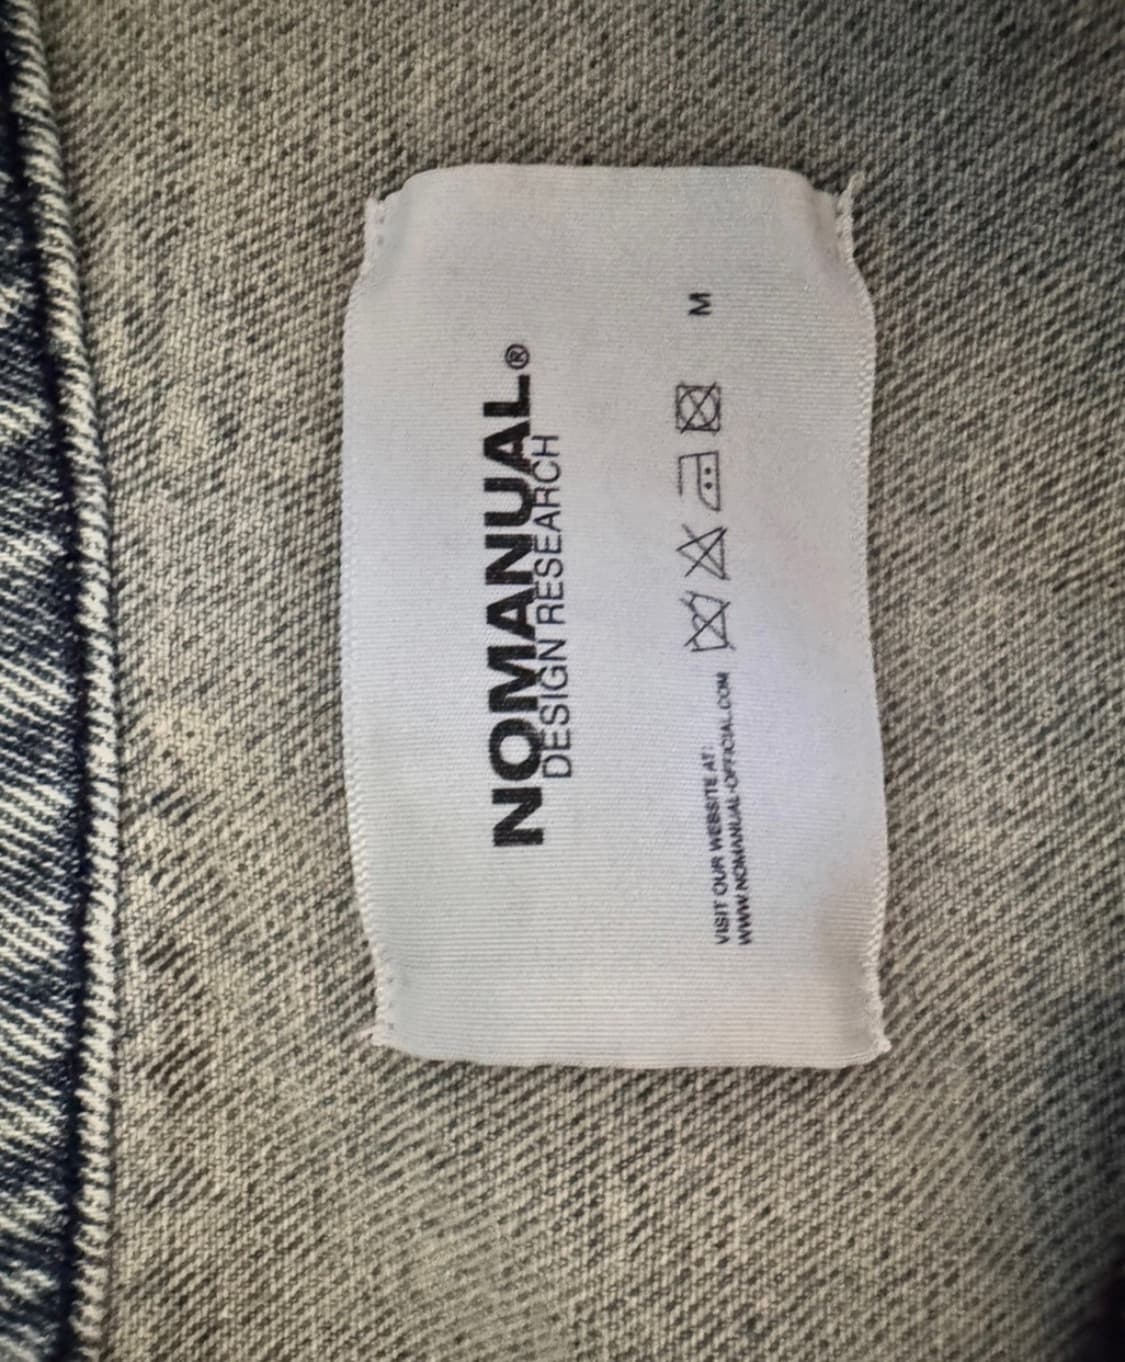 NOMANUAL®
DESIGN RESEARCH
VISIT OUR WEBSITE AT:
WWW.NOMANUAL-OFFICIAL.COM
M